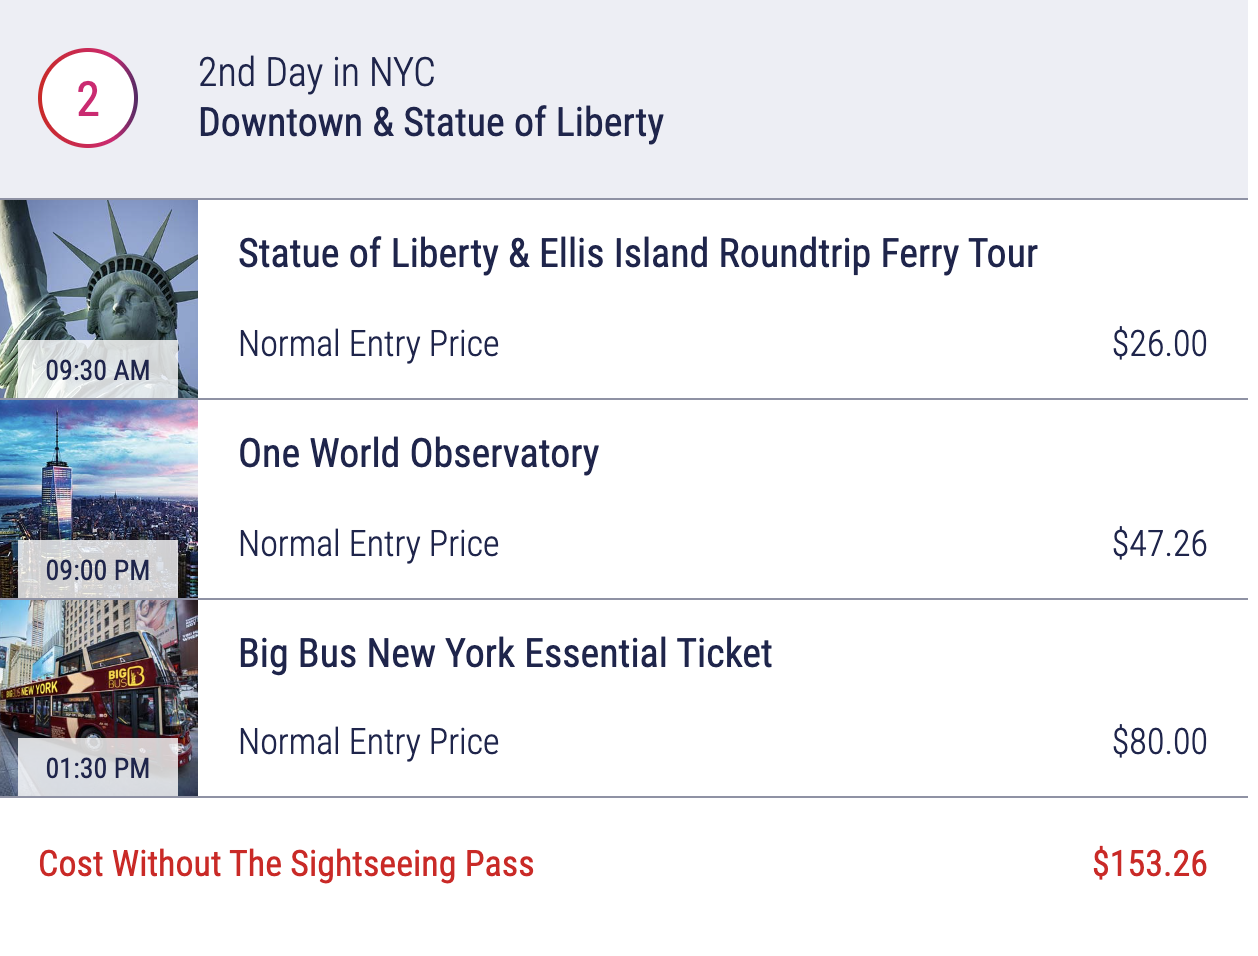 2
2nd Day in NYC
Downtown & Statue of Liberty
Statue of Liberty & Ellis Island Roundtrip Ferry Tour
Normal Entry Price $26.00
09:30 AM
One World Observatory
Normal Entry Price $47.26
09:00 PM
Big Bus New York Essential Ticket
BIG
BUS
NEW YORK
Normal Entry Price $80.00
01:30 PM
Cost Without The Sightseeing Pass $153.26